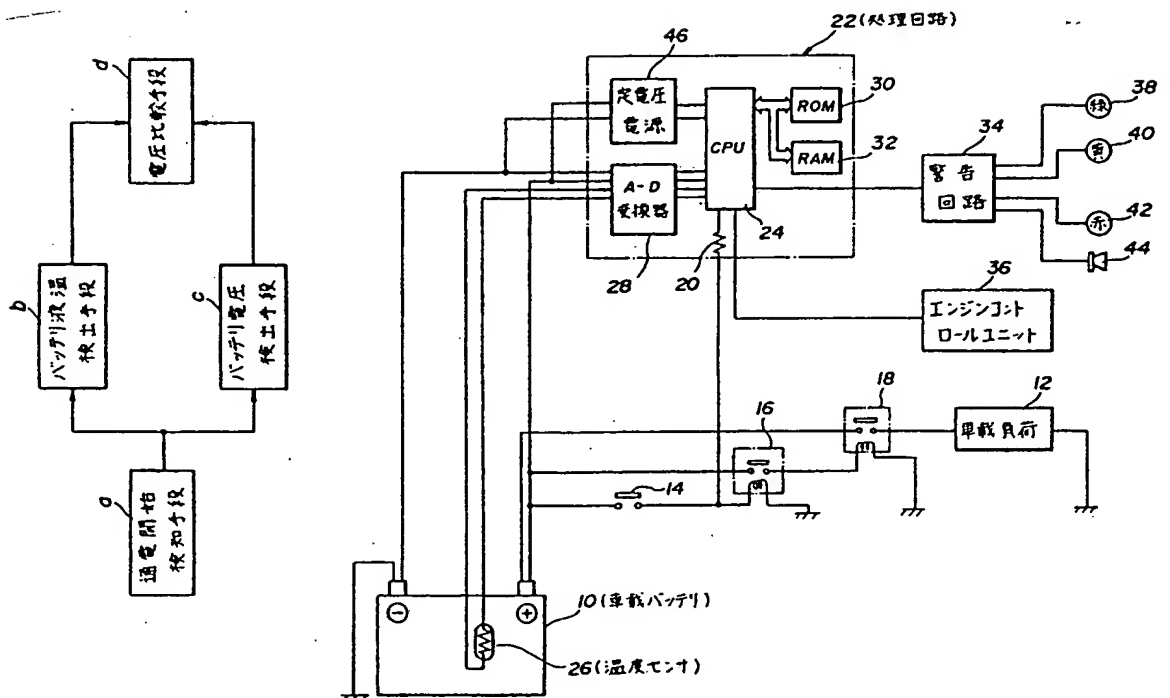 d
電圧比較手段
b
バッテリ液温
検出手段
c
バッテリ電圧
検出手段
a
通電開始
検知手段
22(処理回路)
46
定電圧
電源
CPU
ROM
30
RAM
32
A-D
変換器
28
20
24
34
警告
回路
緑
38
黄
40
赤
42
44
36
エンジンコント
ロールユニット
18
12
車載負荷
16
14
⊖
⊕
10(車載バッテリ)
26(温度センサ)